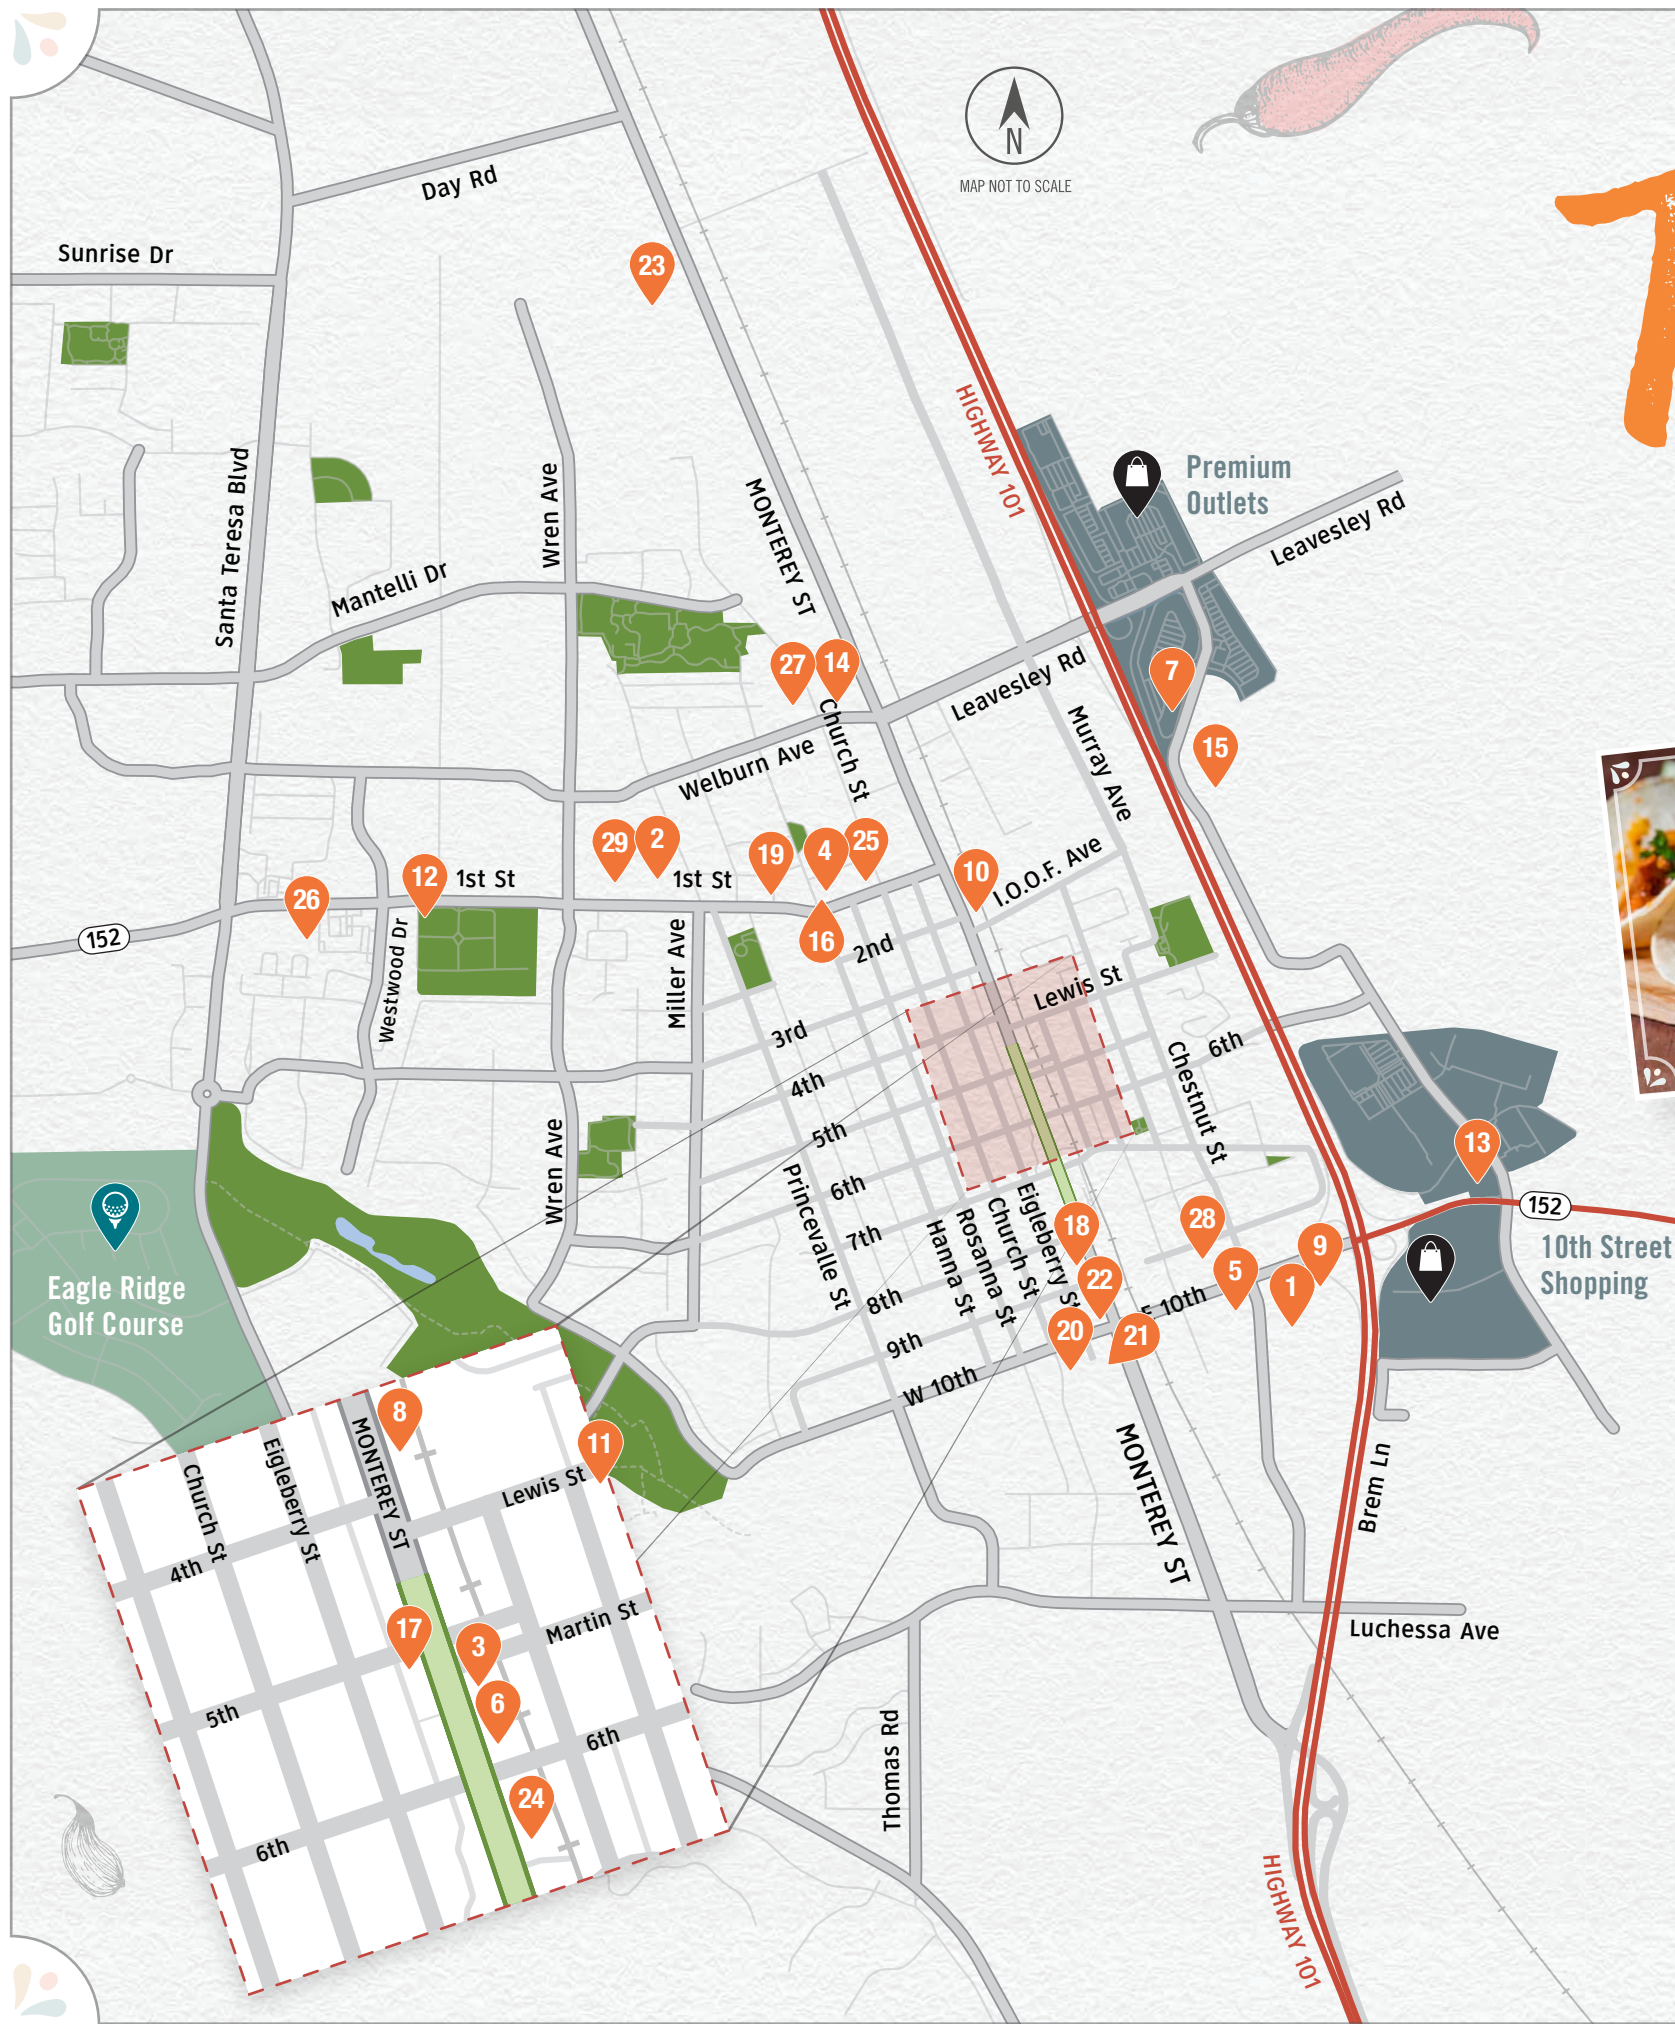 N
MAP NOT TO SCALE
Day Rd
Sunrise Dr
23
HIGHWAY 101
Premium
Outlets
Leavesley Rd
Santa Teresa Blvd
Wren Ave
MONTEREY ST
Mantelli Dr
27
14
7
Leavesley Rd
Church St
Murray Ave
15
Welburn Ave
29
2
19
4
25
10
I.O.O.F. Ave
12
1st St
1st St
26
152
16
2nd
Westwood Dr
Miller Ave
Lewis St
3rd
6th
4th
Chestnut St
5th
13
Wren Ave
Princevalle St
6th
152
7th
Hanna St
Rosanna St
Church St
Eigleberry St
18
28
9
10th Street
Shopping
Eagle Ridge
Golf Course
22
5
1
8th
E 10th
20
21
9th
W 10th
8
11
MONTEREY ST
Church St
Eigleberry St
MONTEREY ST
Lewis St
Brem Ln
4th
17
3
Martin St
Luchessa Ave
6
5th
6th
Thomas Rd
24
6th
HIGHWAY 101